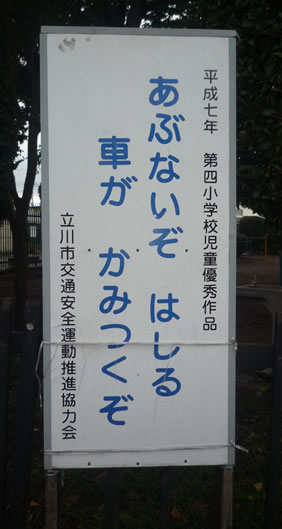 平成七年 第四小学校児童優秀作品
あぶないぞ はしる
車が かみつくぞ
立川市交通安全運動推進協力会